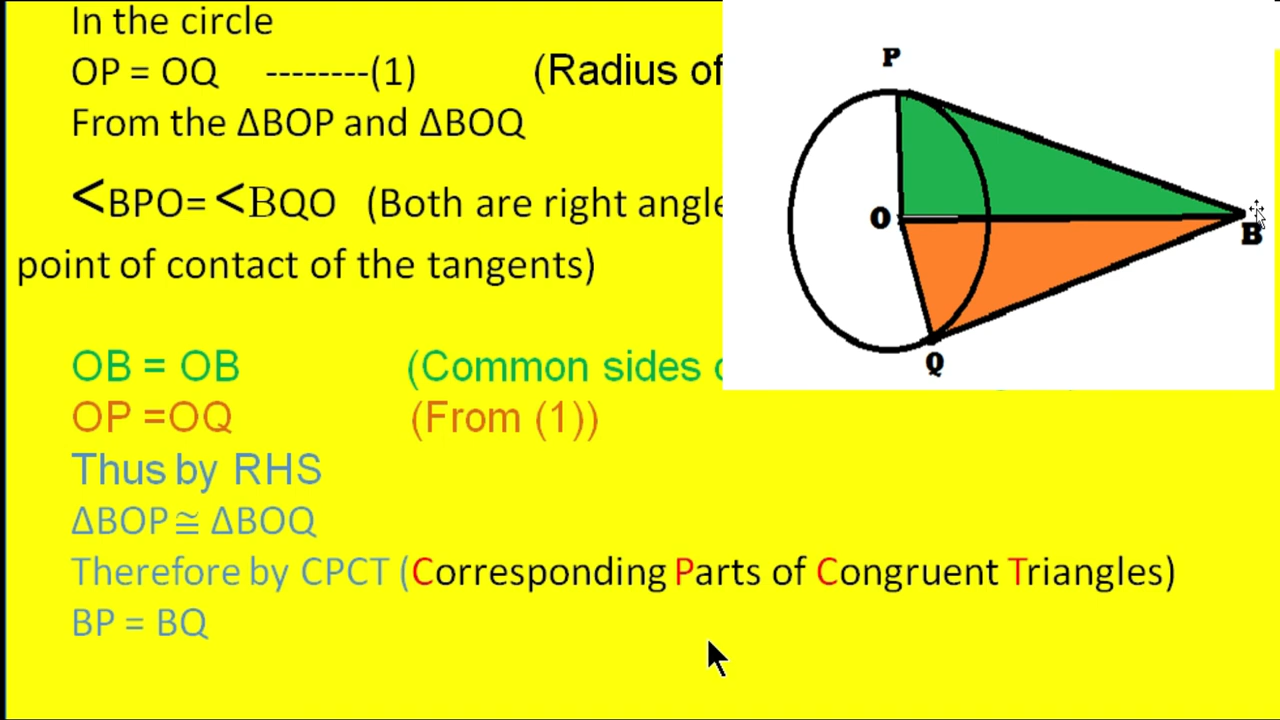 In the circle
OP = OQ --------(1) (Radius of
From the ΔBOP and ΔBOQ
<BPO= <BQO (Both are right angle
point of contact of the tangents)
OB = OB (Common sides
OP =OQ (From (1))
Thus by RHS
ΔBOP ≅ ΔBOQ
Therefore by CPCT (Corresponding Parts of Congruent Triangles)
BP = BQ
P
O
B
Q